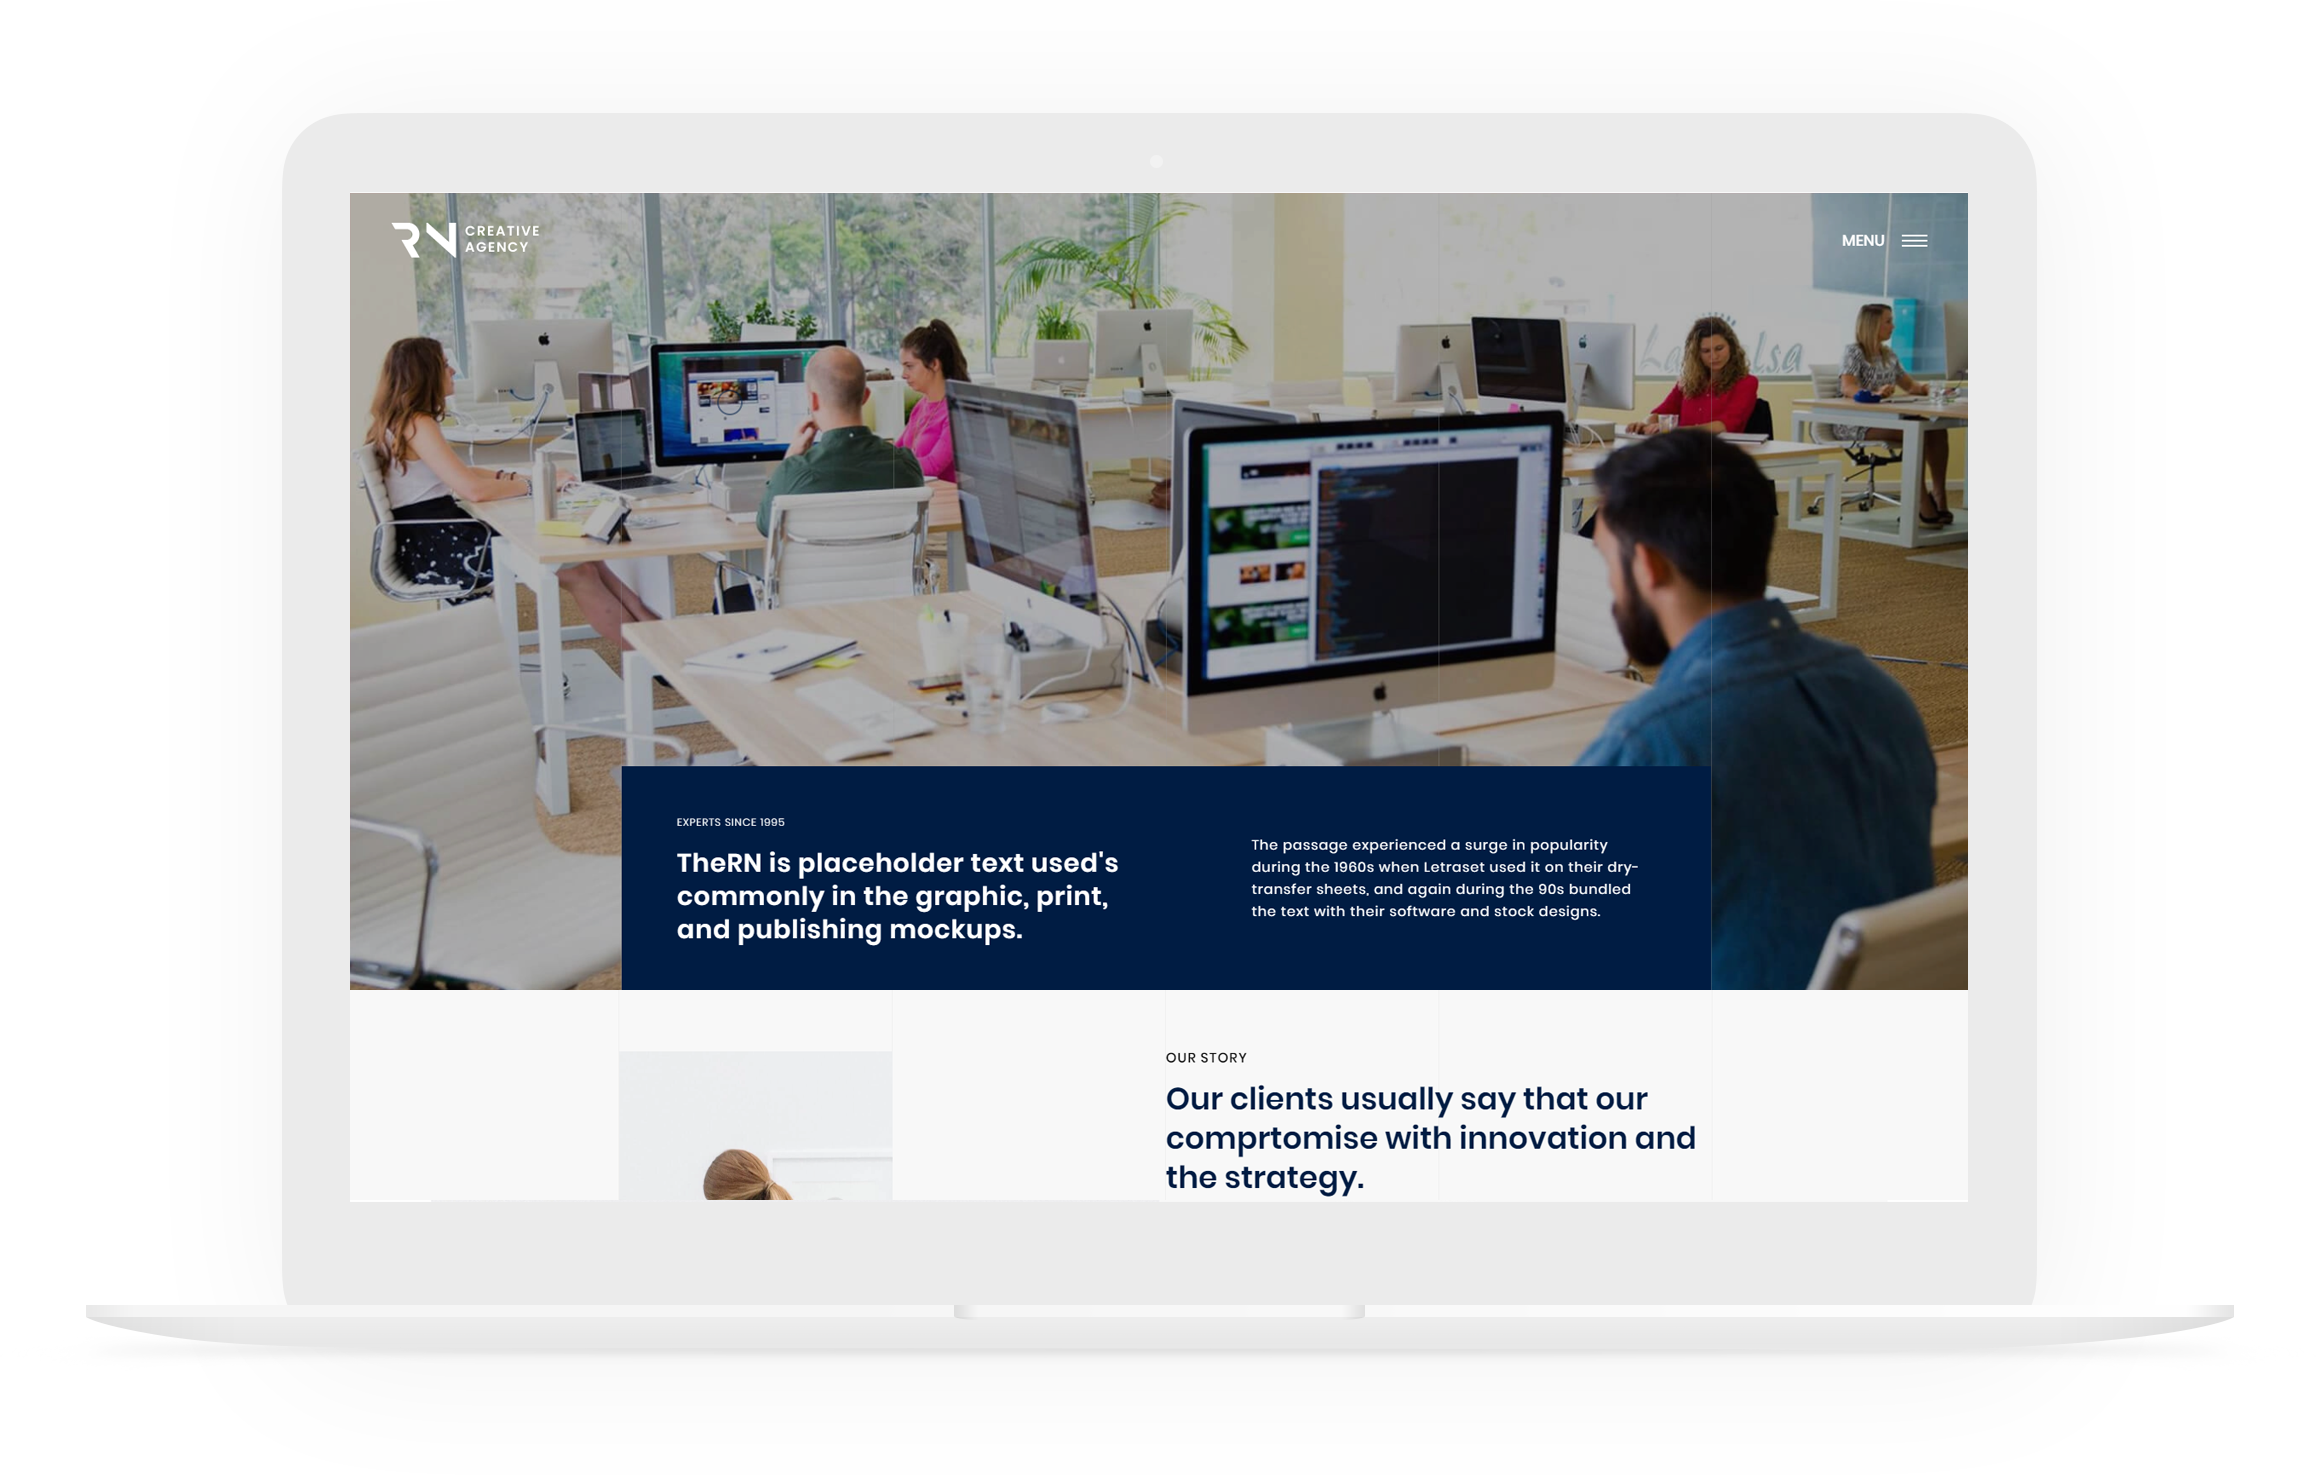 RN CREATIVE
AGENCY
MENU
EXPERTS SINCE 1995
TheRN is placeholder text used's
commonly in the graphic, print,
and publishing mockups.
The passage experienced a surge in popularity
during the 1960s when Letraset used it on their dry-
transfer sheets, and again during the 90s bundled
the text with their software and stock designs.
OUR STORY
Our clients usually say that our
comprtomise with innovation and
the strategy.